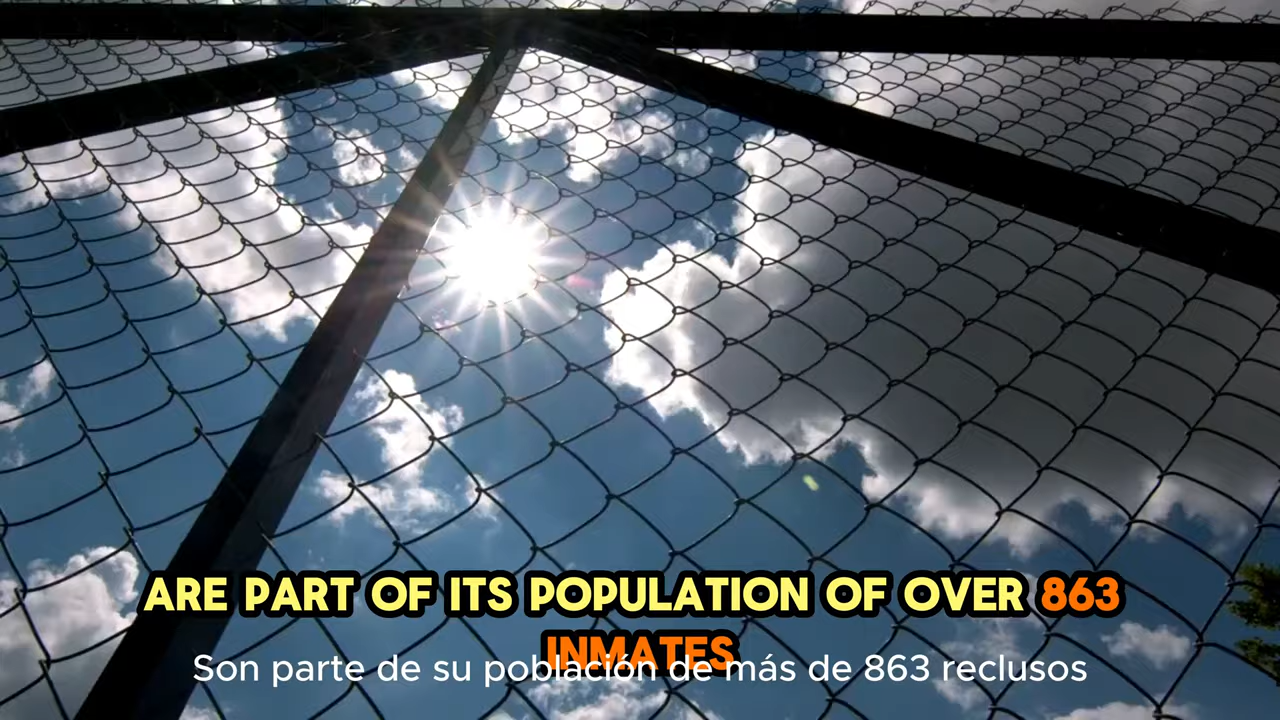 ARE PART OF ITS POPULATION OF OVER 863
INMATES
Son parte de su población de más de 863 reclusos